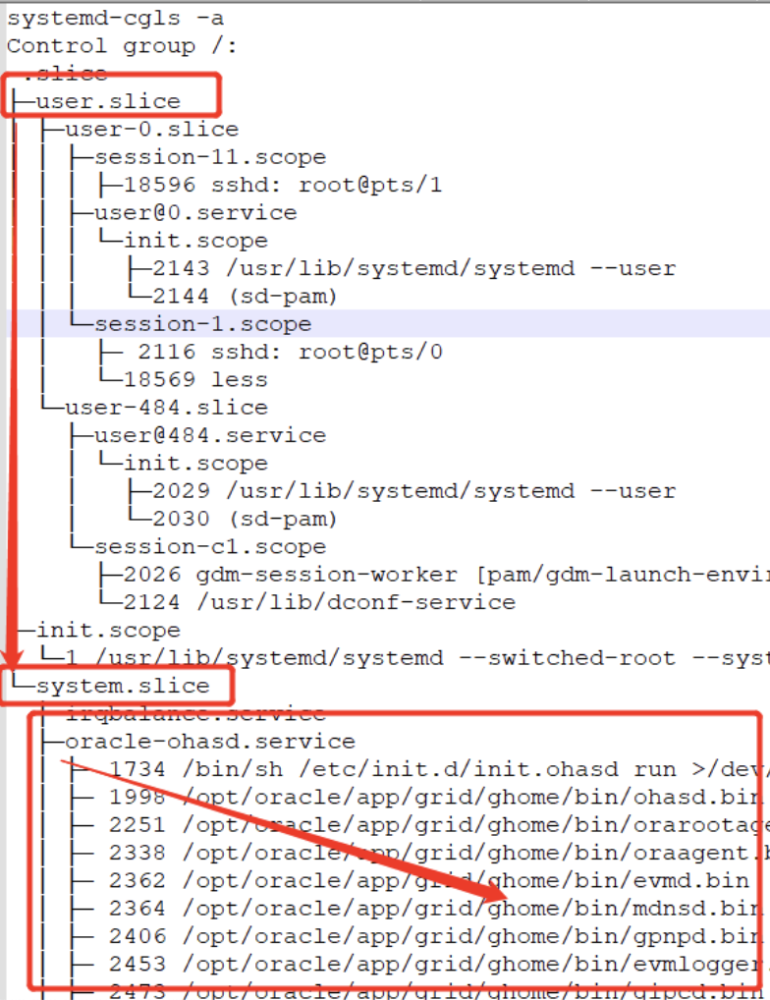 systemd-cgls -a
Control group /:
.slice
├─user.slice
│ ├─user-0.slice
│ │ ├─session-11.scope
│ │ │ ├─18596 sshd: root@pts/1
│ │ ├─user@0.service
│ │ │ └─init.scope
│ │ │   ├─2143 /usr/lib/systemd/systemd --user
│ │ │   └─2144 (sd-pam)
│ │ └─session-1.scope
│ │   ├─ 2116 sshd: root@pts/0
│ │   └─18569 less
│ └─user-484.slice
│   ├─user@484.service
│   │ └─init.scope
│   │   ├─2029 /usr/lib/systemd/systemd --user
│   │   └─2030 (sd-pam)
│   └─session-c1.scope
│     ├─2026 gdm-session-worker [pam/gdm-launch-envi
│     └─2124 /usr/lib/dconf-service
├─init.scope
│ └─1 /usr/lib/systemd/systemd --switched-root --syst
└─system.slice
  ├─irqbalance.service
  ├─oracle-ohasd.service
  │ ├─ 1734 /bin/sh /etc/init.d/init.ohasd run >/dev/
  │ ├─ 1998 /opt/oracle/app/grid/ghome/bin/ohasd.bin
  │ ├─ 2251 /opt/oracle/app/grid/ghome/bin/orarootage
  │ ├─ 2338 /opt/oracle/app/grid/ghome/bin/oraagent.b
  │ ├─ 2362 /opt/oracle/app/grid/ghome/bin/evmd.bin
  │ ├─ 2364 /opt/oracle/app/grid/ghome/bin/mdnsd.bin
  │ ├─ 2406 /opt/oracle/app/grid/ghome/bin/gpnpd.bin
  │ ├─ 2453 /opt/oracle/app/grid/ghome/bin/evmlogger
  │ ├─ 2473 /opt/oracle/app/grid/ghome/bin/gipcd.bin